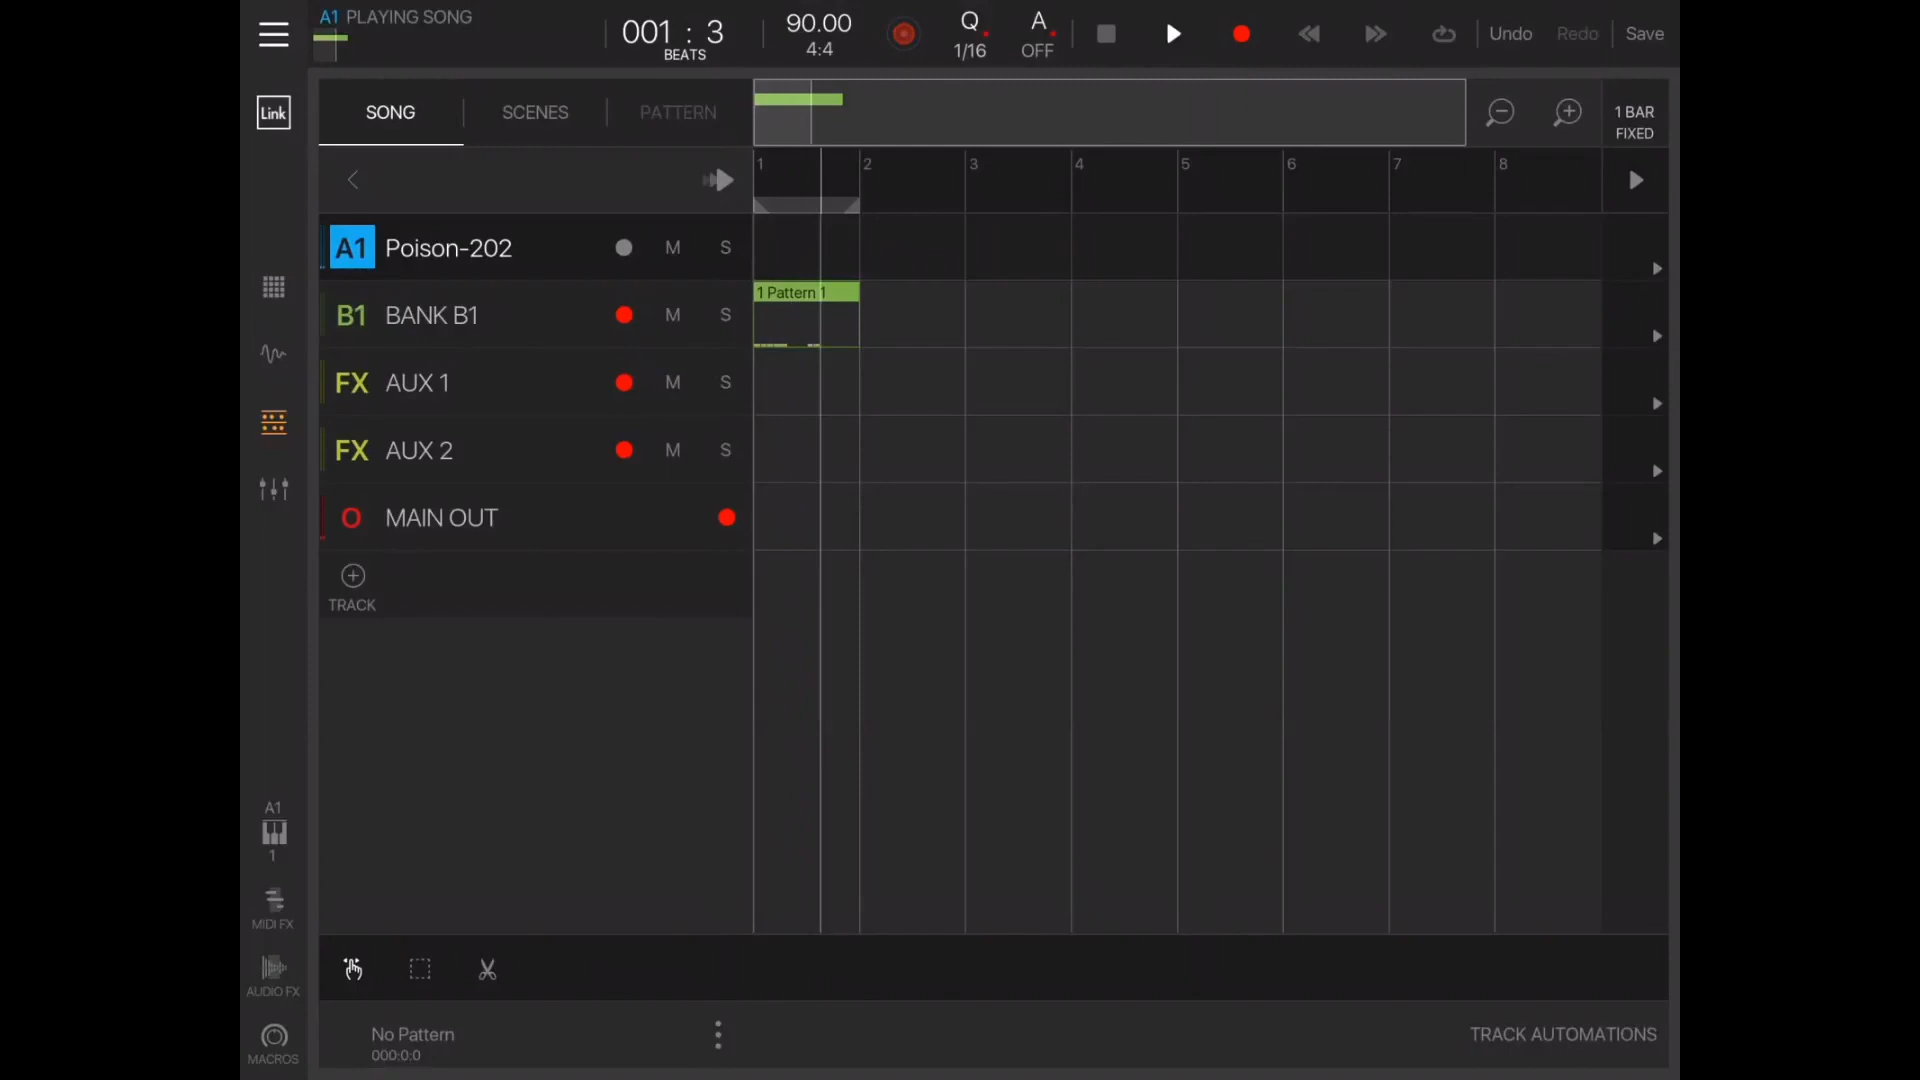 A1 PLAYING SONG
001 : 3
BEATS
90.00
4:4
Q
1/16
A
OFF
Undo
Redo
Save
Link
SONG
SCENES
PATTERN
1 BAR
FIXED
1 2 3 4 5 6 7 8
A1 Poison-202 M S
1 Pattern 1
B1 BANK B1 M S
FX AUX 1 M S
FX AUX 2 M S
O MAIN OUT
TRACK
A1
1
MIDI FX
AUDIO FX
MACROS
No Pattern
000:0:0
TRACK AUTOMATIONS